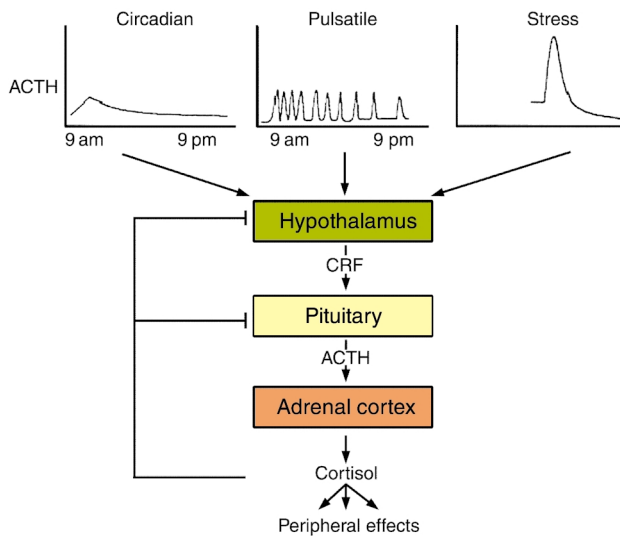 Circadian
Pulsatile
Stress
ACTH
9 am
9 pm
9 am
9 pm
Hypothalamus
CRF
Pituitary
ACTH
Adrenal cortex
Cortisol
Peripheral effects